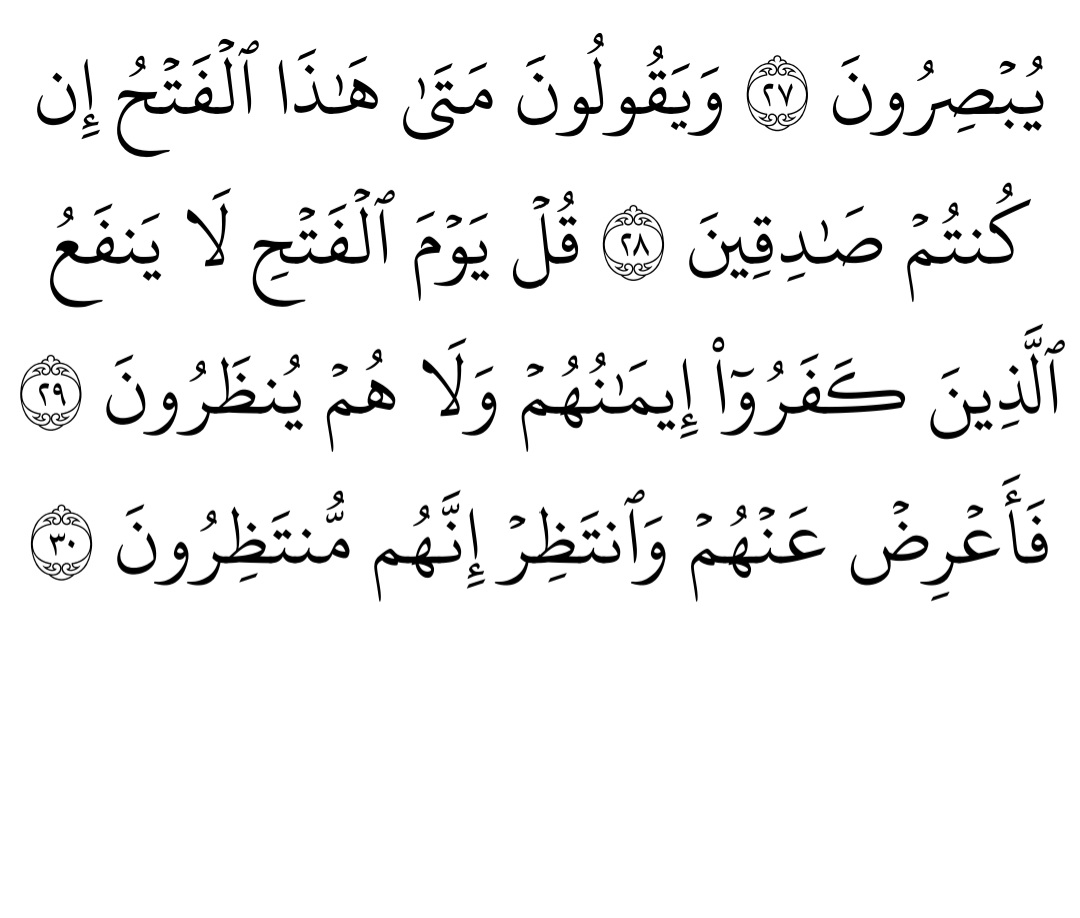 يُبۡصِرُونَ ٢٧ وَيَقُولُونَ مَتَىٰ هَٰذَا ٱلۡفَتۡحُ إِن
كُنتُمۡ صَٰدِقِينَ ٢٨ قُلۡ يَوۡمَ ٱلۡفَتۡحِ لَا يَنفَعُ
ٱلَّذِينَ كَفَرُوٓاْ إِيمَٰنُهُمۡ وَلَا هُمۡ يُنظَرُونَ ٢٩
فَأَعۡرِضۡ عَنۡهُمۡ وَٱنتَظِرۡ إِنَّهُم مُّنتَظِرُونَ ٣٠